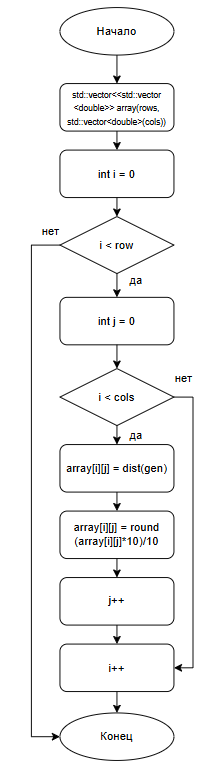 Начало
std::vector<<std::vector
<double>> array(rows,
std::vector<double>(cols))
int i = 0
i < row
нет
да
int j = 0
i < cols
нет
да
array[i][j] = dist(gen)
array[i][j] = round
(array[i][j]*10)/10
j++
i++
Конец